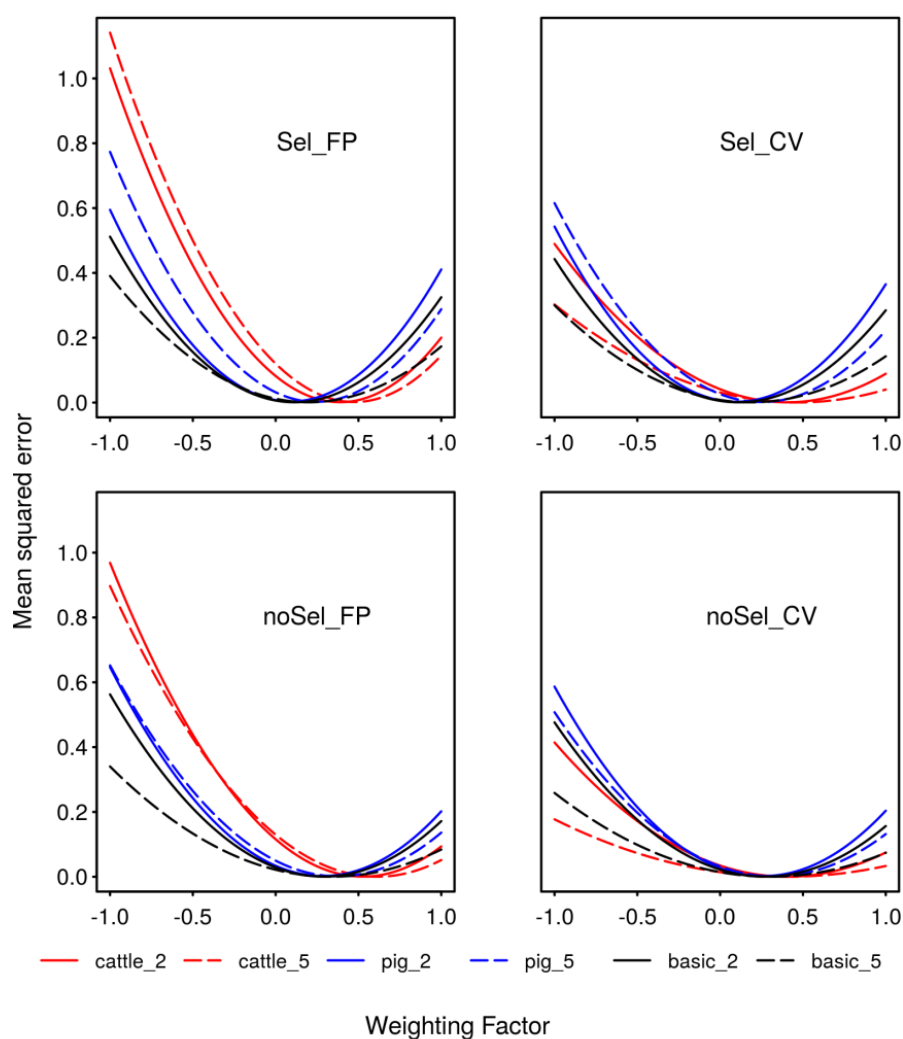 Mean squared error
Sel_FP
1.0
0.8
0.6
0.4
0.2
0.0
-1.0 -0.5 0.0 0.5 1.0
Sel_CV
-1.0 -0.5 0.0 0.5 1.0
noSel_FP
1.0
0.8
0.6
0.4
0.2
0.0
-1.0 -0.5 0.0 0.5 1.0
noSel_CV
-1.0 -0.5 0.0 0.5 1.0
cattle_2 cattle_5 pig_2 pig_5 basic_2 basic_5
Weighting Factor